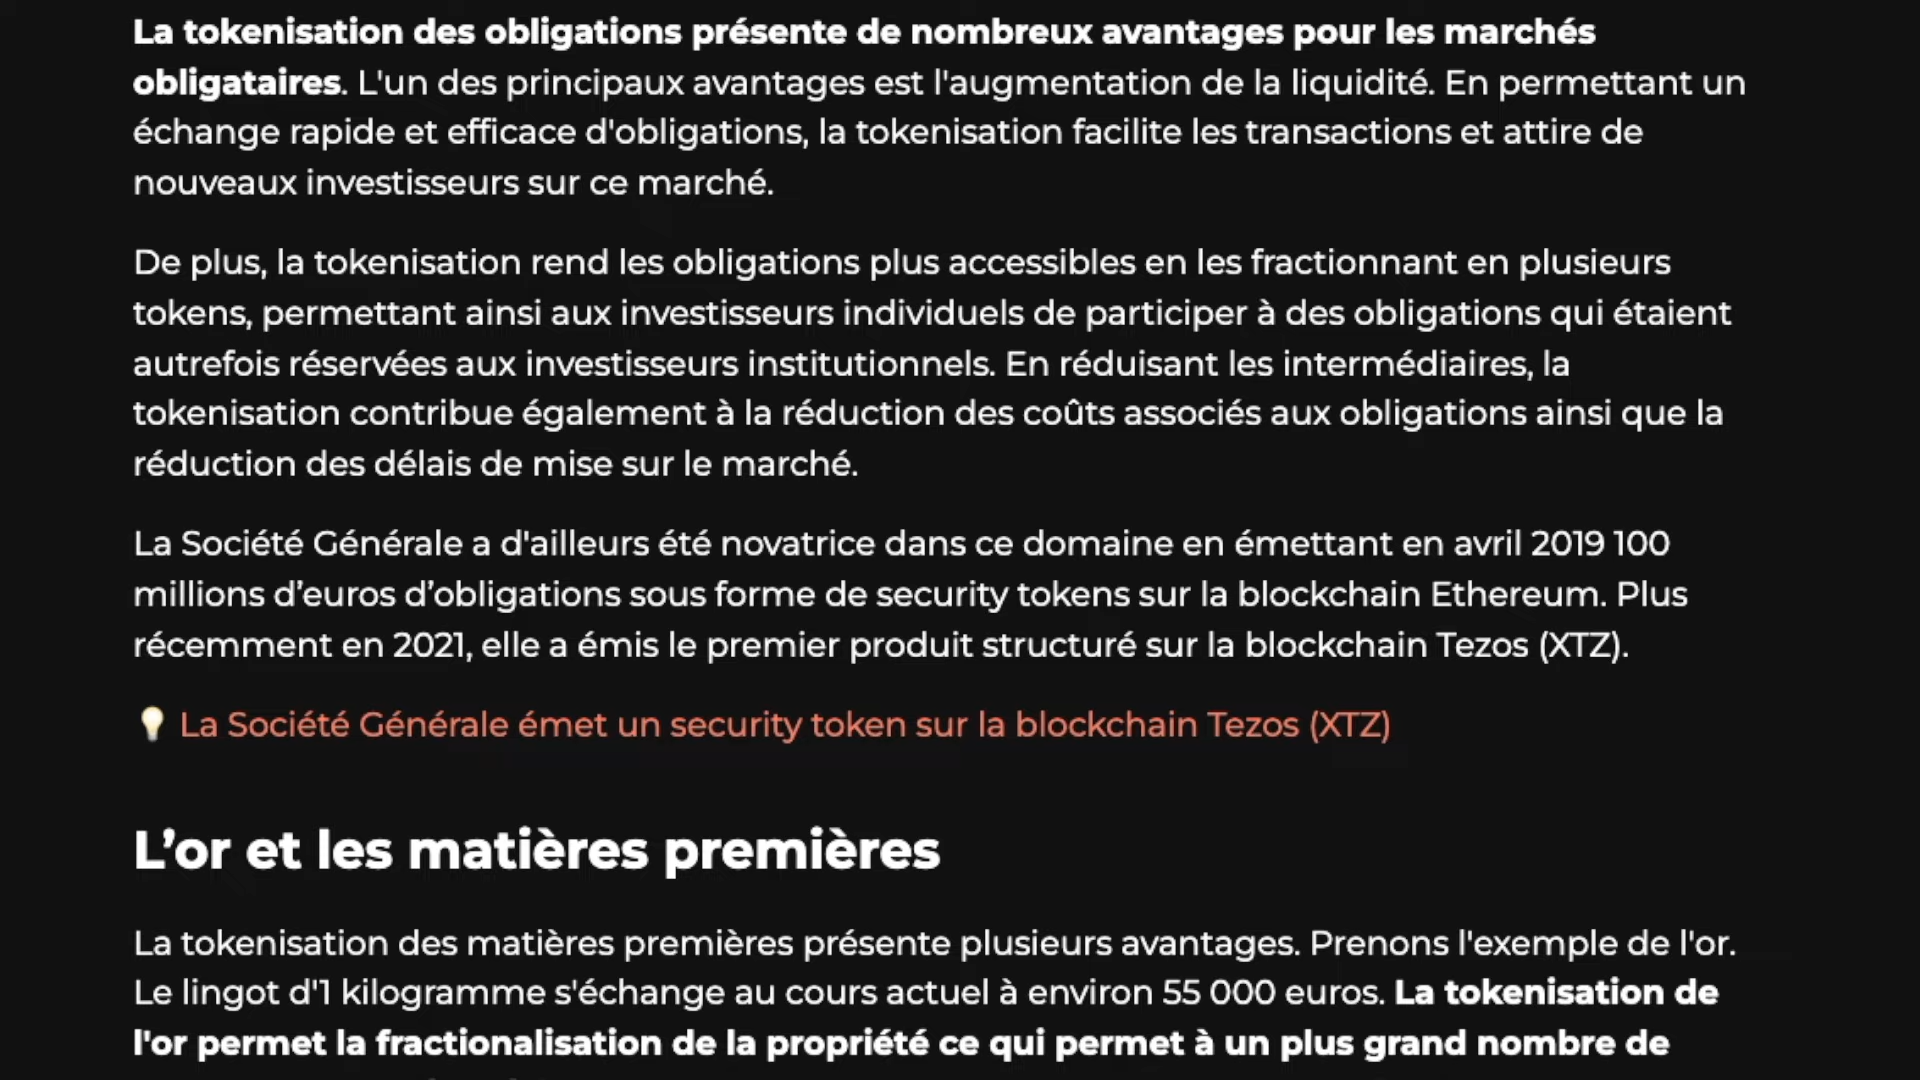 La tokenisation des obligations présente de nombreux avantages pour les marchés
obligataires. L'un des principaux avantages est l'augmentation de la liquidité. En permettant un
échange rapide et efficace d'obligations, la tokenisation facilite les transactions et attire de
nouveaux investisseurs sur ce marché.
De plus, la tokenisation rend les obligations plus accessibles en les fractionnant en plusieurs
tokens, permettant ainsi aux investisseurs individuels de participer à des obligations qui étaient
autrefois réservées aux investisseurs institutionnels. En réduisant les intermédiaires, la
tokenisation contribue également à la réduction des coûts associés aux obligations ainsi que la
réduction des délais de mise sur le marché.
La Société Générale a d'ailleurs été novatrice dans ce domaine en émettant en avril 2019 100
millions d’euros d’obligations sous forme de security tokens sur la blockchain Ethereum. Plus
récemment en 2021, elle a émis le premier produit structuré sur la blockchain Tezos (XTZ).
💡 La Société Générale émet un security token sur la blockchain Tezos (XTZ)
L’or et les matières premières
La tokenisation des matières premières présente plusieurs avantages. Prenons l'exemple de l'or.
Le lingot d'1 kilogramme s'échange au cours actuel à environ 55 000 euros. La tokenisation de
l'or permet la fractionalisation de la propriété ce qui permet à un plus grand nombre de